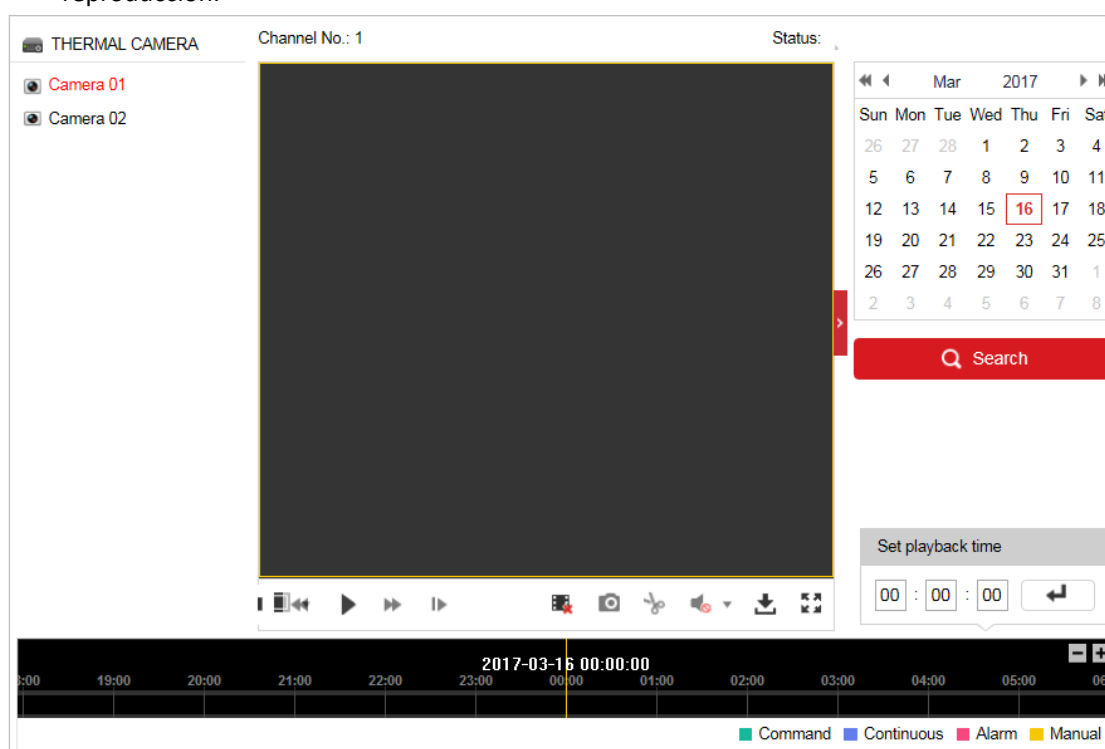 reproducción.
THERMAL CAMERA
Camera 01
Camera 02
Channel No.: 1 Status:
Mar 2017
Sun Mon Tue Wed Thu Fri Sat
26 27 28 1 2 3 4
5 6 7 8 9 10 11
12 13 14 15 16 17 18
19 20 21 22 23 24 25
26 27 28 29 30 31 1
2 3 4 5 6 7 8
Search
Set playback time
00 : 00 : 00
2017-03-16 00:00:00
19:00 20:00 21:00 22:00 23:00 00:00 01:00 02:00 03:00 04:00 05:00
Command Continuous Alarm Manual